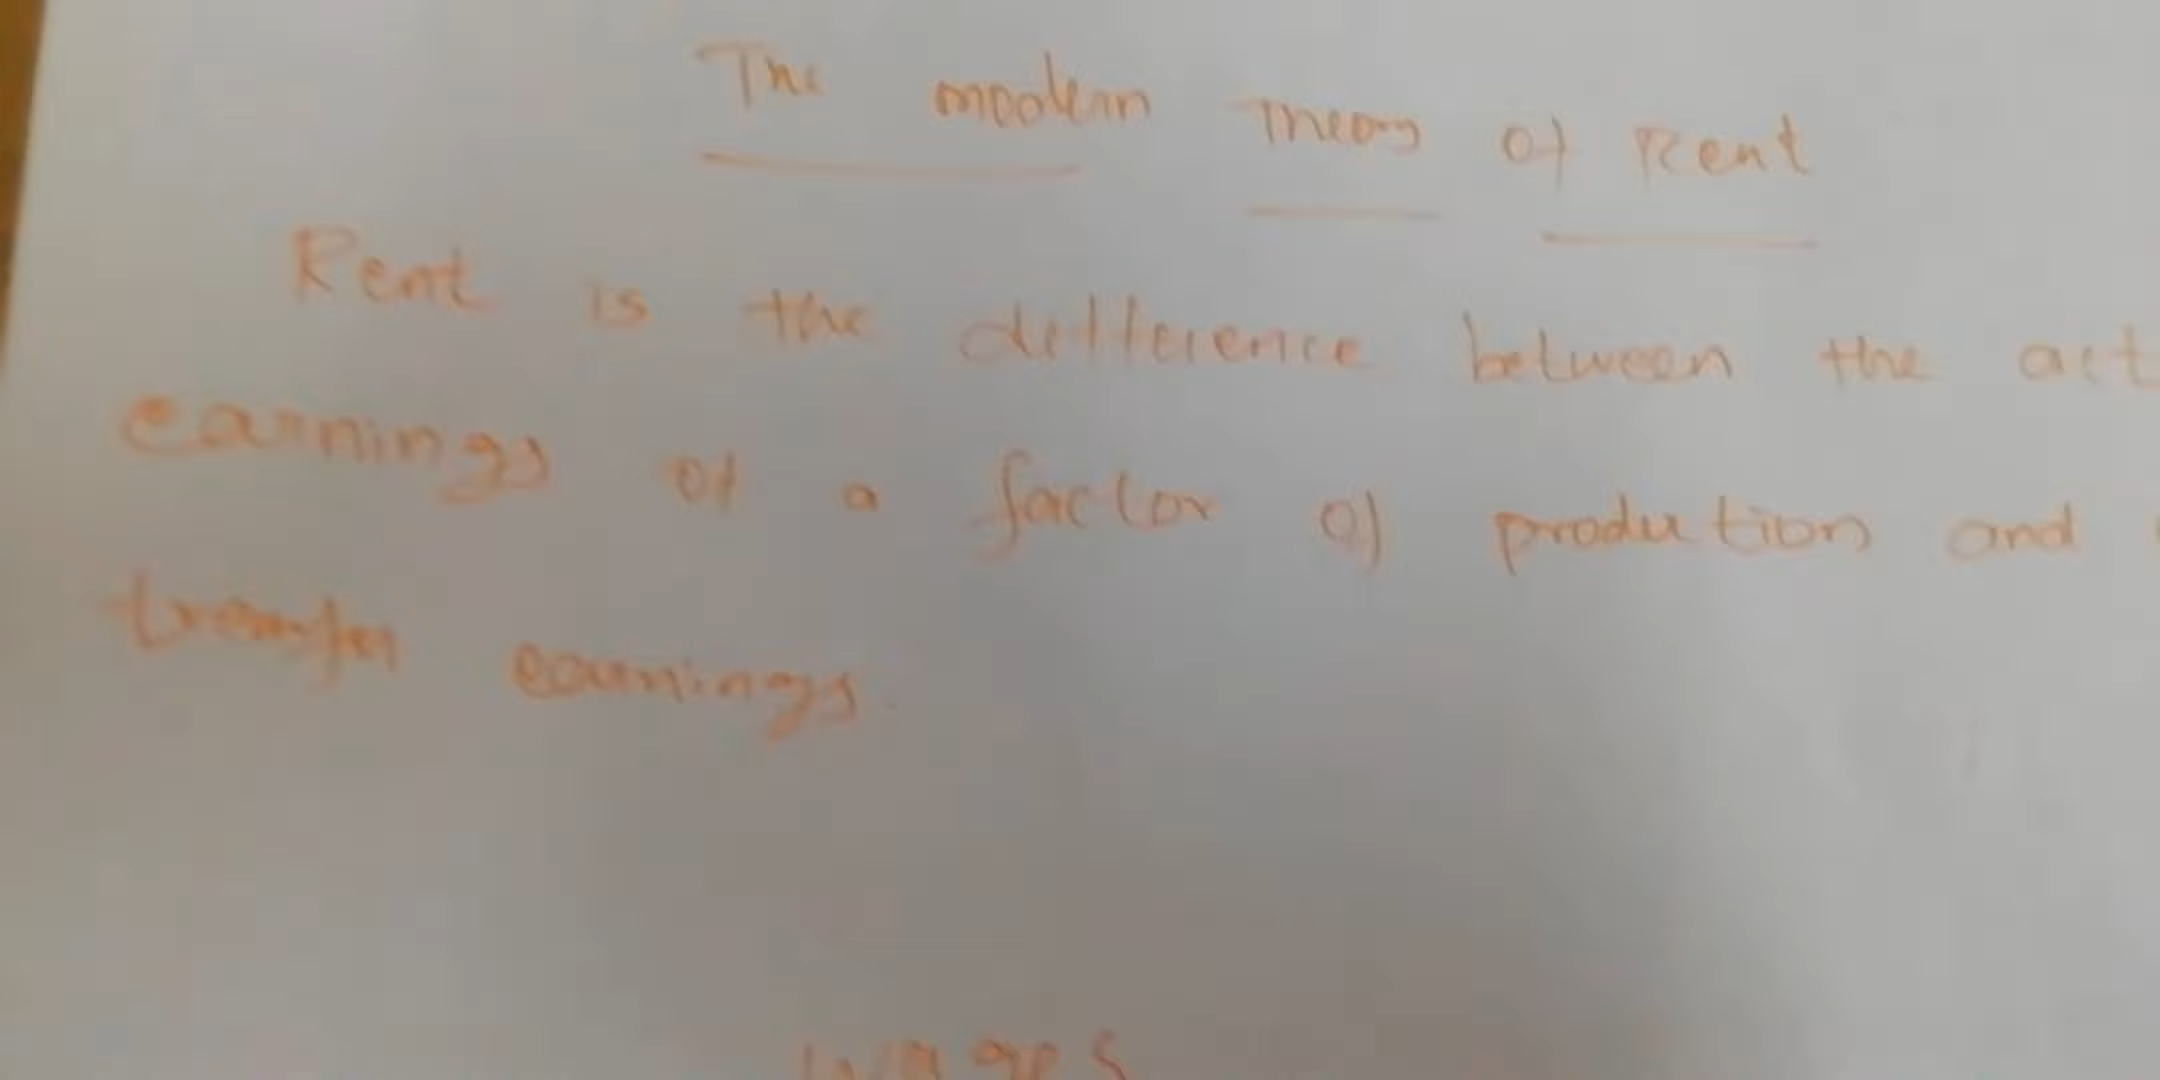 The modern Theory of Rent
Rent is the difference between the act
earnings of a factor of production and
transfer earnings.
wages